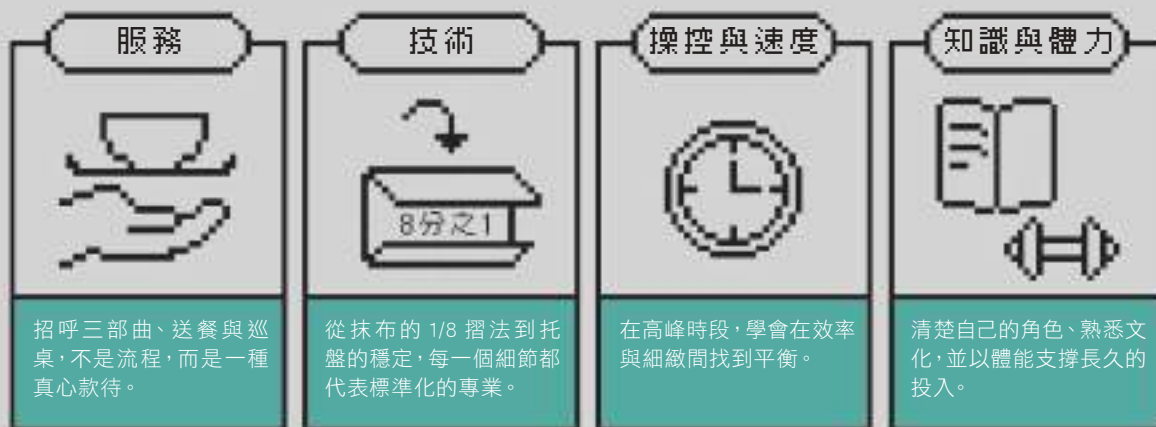 服務
招呼三部曲、送餐與巡
桌,不是流程,而是一種
真心款待。
技術
8分之1
從抹布的 1/8 摺法到托
盤的穩定,每一個細節都
代表標準化的專業。
操控與速度
在高峰時段,學會在效率
與細緻間找到平衡。
知識與體力
清楚自己的角色、熟悉文
化,並以體能支撐長久的
投入。